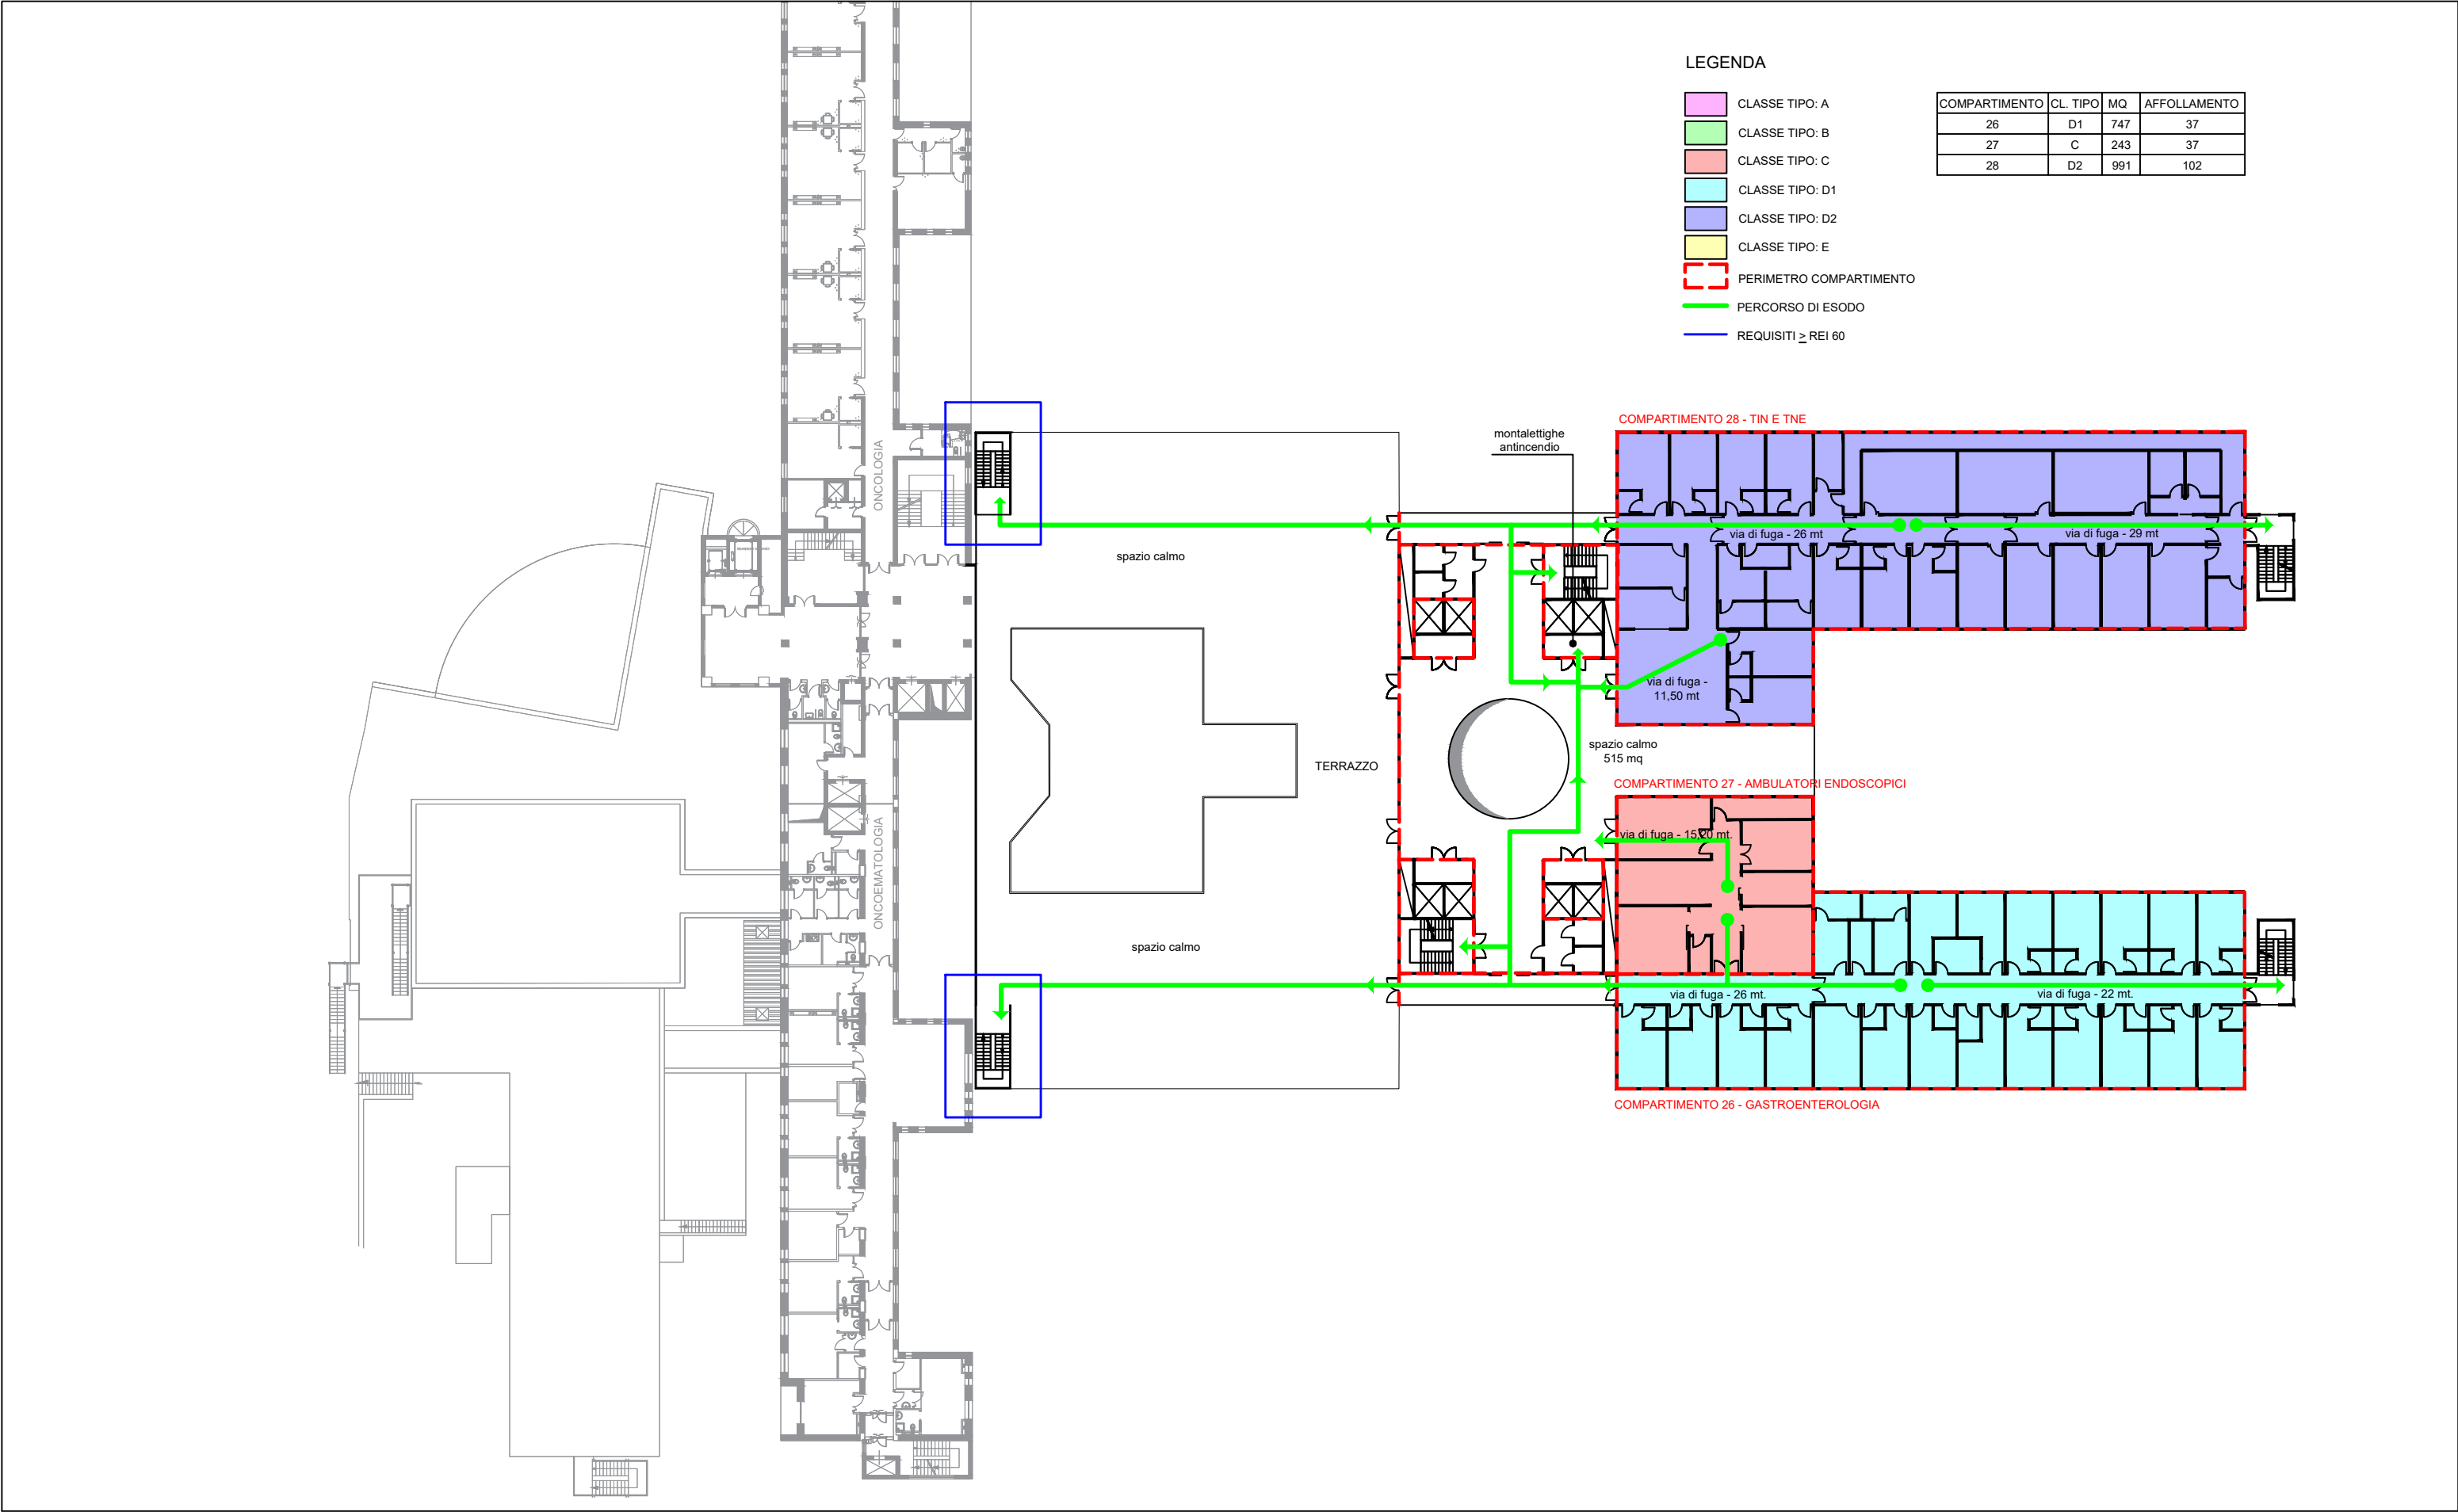 LEGENDA
CLASSE TIPO: A
CLASSE TIPO: B
CLASSE TIPO: C
CLASSE TIPO: D1
CLASSE TIPO: D2
CLASSE TIPO: E
PERIMETRO COMPARTIMENTO
PERCORSO DI ESODO
REQUISITI ≥ REI 60
COMPARTIMENTO CL. TIPO MQ AFFOLLAMENTO
26 D1 747 37
27 C 243 37
28 D2 991 102
COMPARTIMENTO 28 - TIN E TNE
montalettighe
antincendio
ONCOLOGIA
via di fuga - 26 mt
via di fuga - 29 mt
spazio calmo
via di fuga -
11,50 mt
spazio calmo
515 mq
TERRAZZO
COMPARTIMENTO 27 - AMBULATORI ENDOSCOPICI
via di fuga - 15,20 mt.
ONCOEMATOLOGIA
spazio calmo
via di fuga - 26 mt.
via di fuga - 22 mt.
COMPARTIMENTO 26 - GASTROENTEROLOGIA